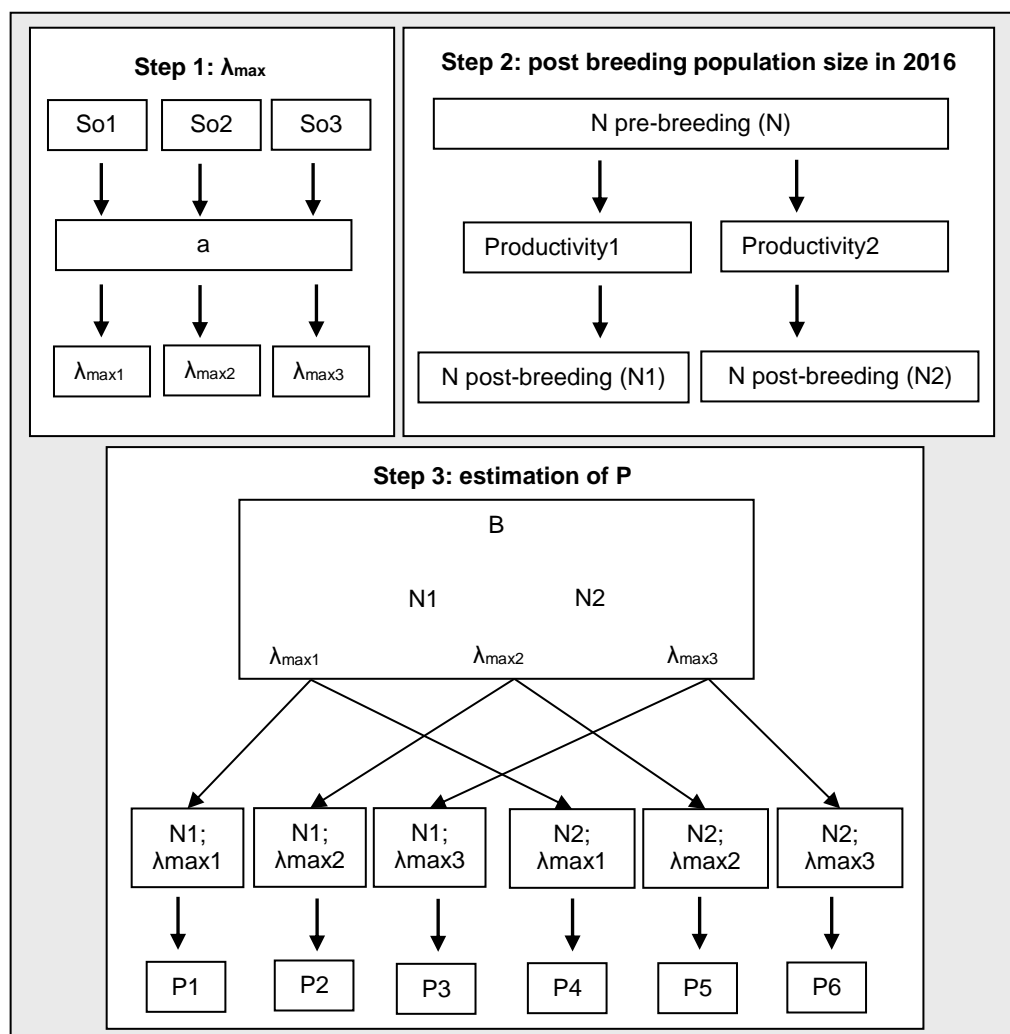 Step 1: λmax
So1 So2 So3
a
λmax1 λmax2 λmax3
Step 2: post breeding population size in 2016
N pre-breeding (N)
Productivity1 Productivity2
N post-breeding (N1) N post-breeding (N2)
Step 3: estimation of P
B
N1 N2
λmax1 λmax2 λmax3
N1; N1; N1; N2; N2; N2;
λmax1 λmax2 λmax3 λmax1 λmax2 λmax3
P1 P2 P3 P4 P5 P6